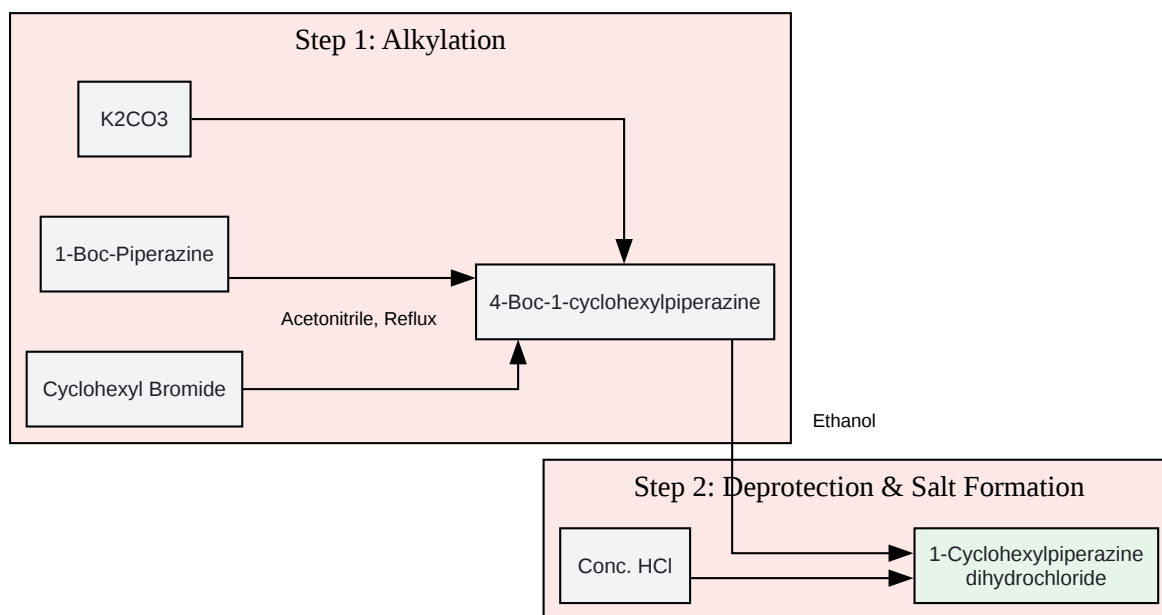 Step 1: Alkylation
K2CO3
1-Boc-Piperazine
4-Boc-1-cyclohexylpiperazine
Acetonitrile, Reflux
Cyclohexyl Bromide
Ethanol
Step 2: Deprotection & Salt Formation
Conc. HCl
1-Cyclohexylpiperazine
dihydrochloride